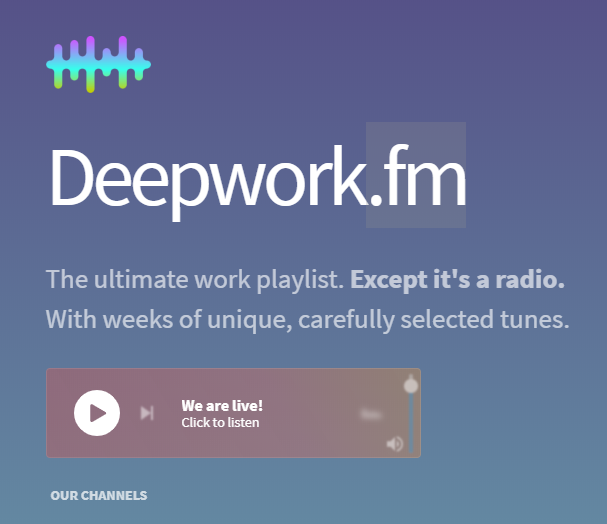 Deepwork.fm
The ultimate work playlist. Except it's a radio.
With weeks of unique, carefully selected tunes.
We are live!
Click to listen
OUR CHANNELS